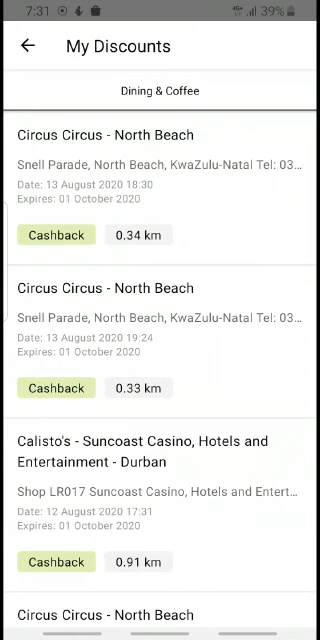 7:31 39%
My Discounts
Dining & Coffee
Circus Circus - North Beach
Snell Parade, North Beach, KwaZulu-Natal Tel: 03...
Date: 13 August 2020 18:30
Expires: 01 October 2020
Cashback 0.34 km
Circus Circus - North Beach
Snell Parade, North Beach, KwaZulu-Natal Tel: 03...
Date: 13 August 2020 19:24
Expires: 01 October 2020
Cashback 0.33 km
Calisto's - Suncoast Casino, Hotels and
Entertainment - Durban
Shop LR017 Suncoast Casino, Hotels and Entert...
Date: 12 August 2020 17:31
Expires: 01 October 2020
Cashback 0.91 km
Circus Circus - North Beach